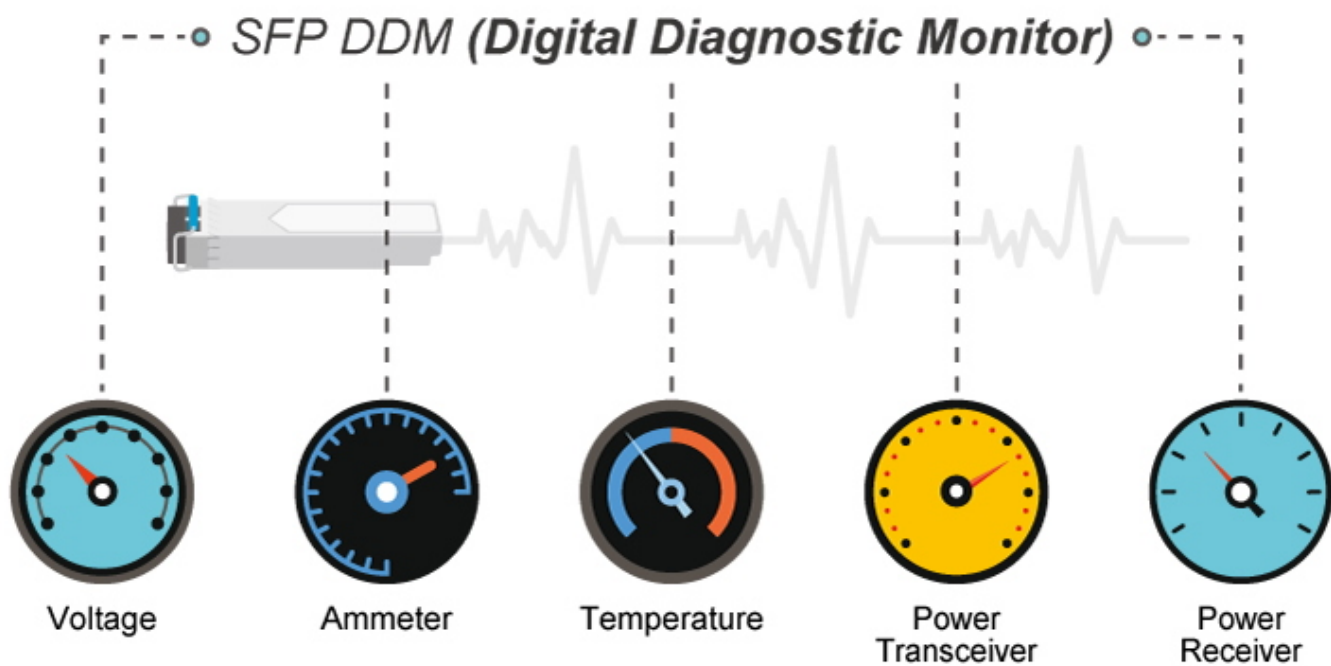 SFP DDM (Digital Diagnostic Monitor)
Voltage
Ammeter
Temperature
Power
Transceiver
Power
Receiver